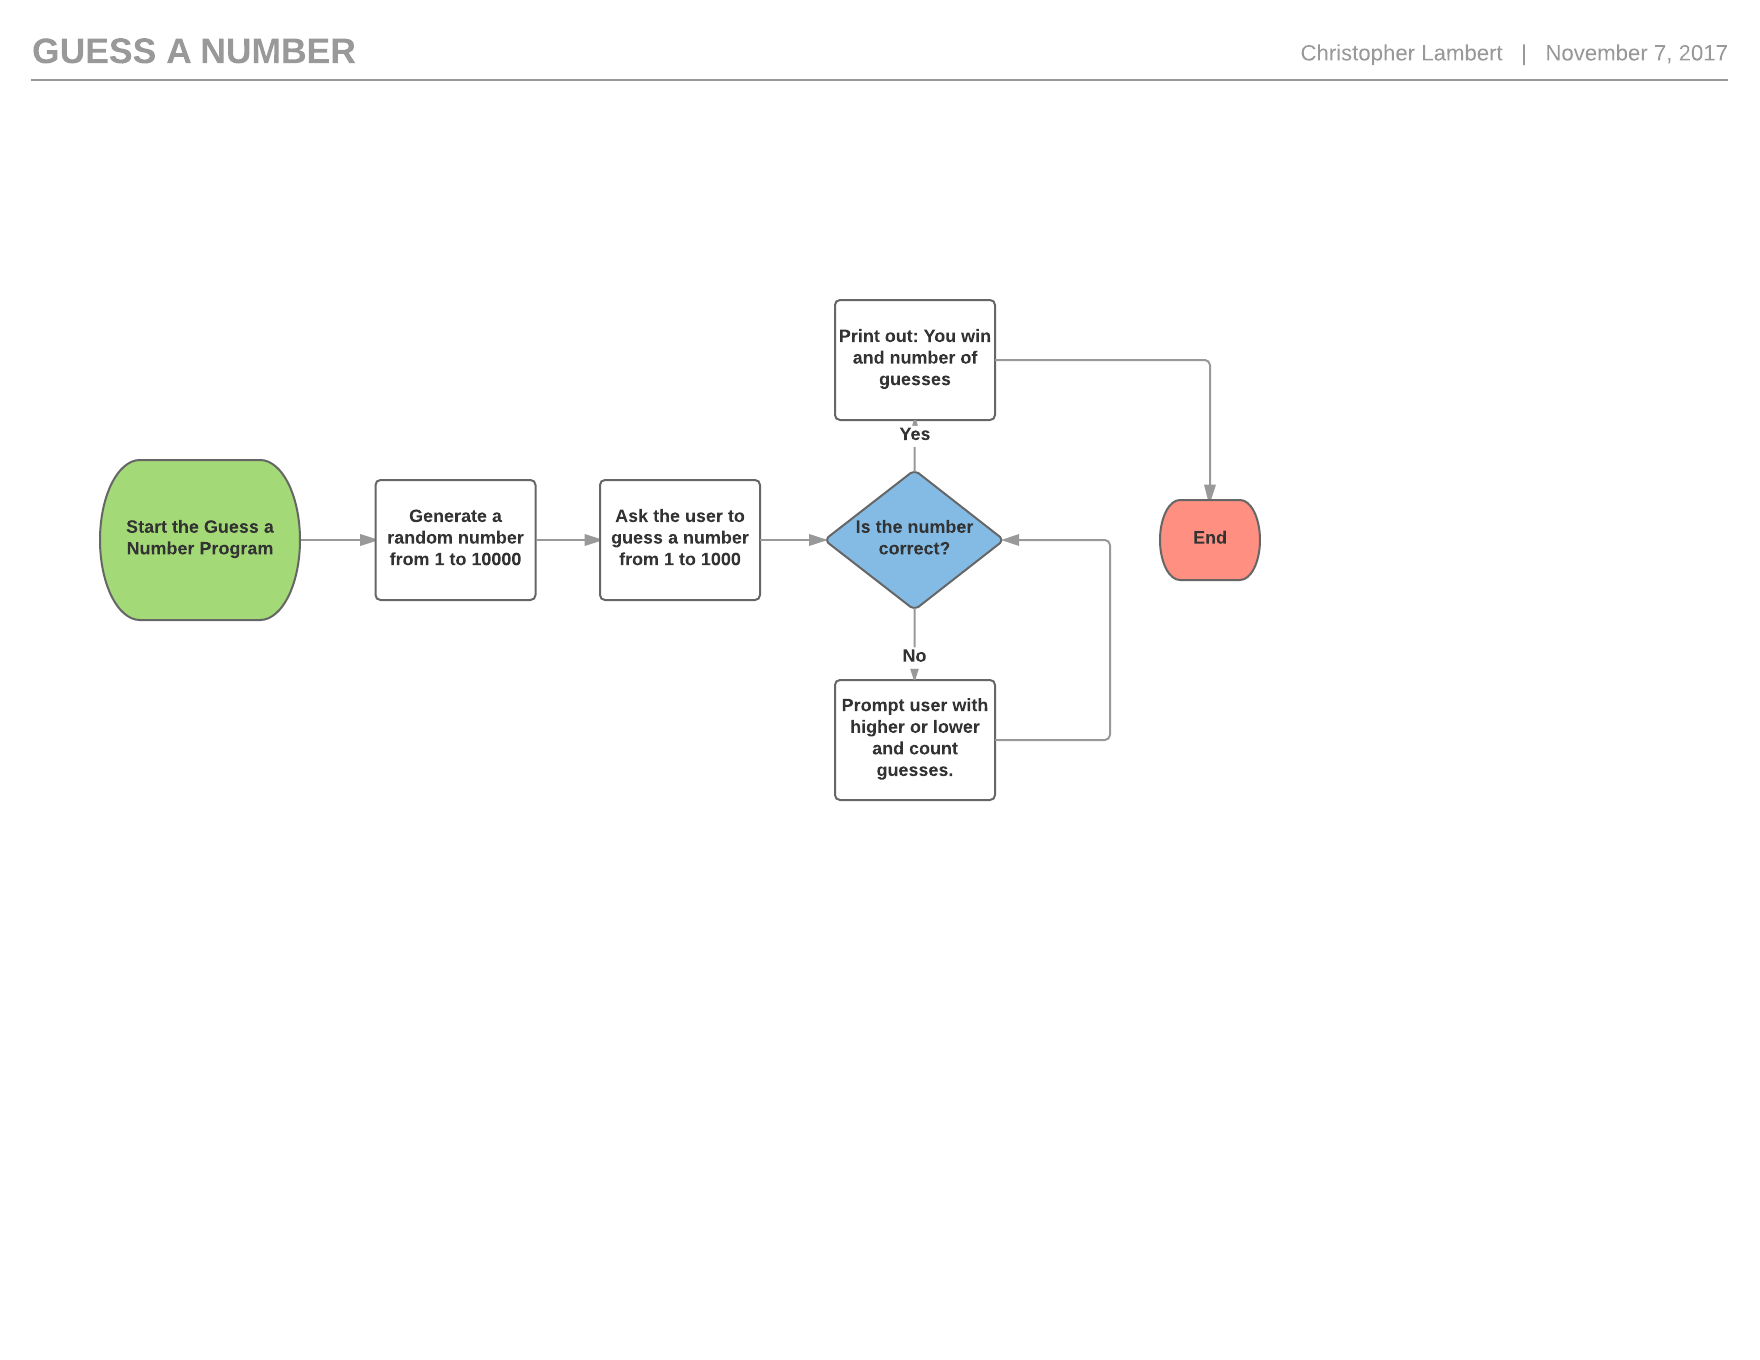 GUESS A NUMBER
Christopher Lambert | November 7, 2017
Start the Guess a
Number Program
Generate a
random number
from 1 to 10000
Ask the user to
guess a number
from 1 to 1000
Is the number
correct?
Yes
Print out: You win
and number of
guesses
No
Prompt user with
higher or lower
and count
guesses.
End